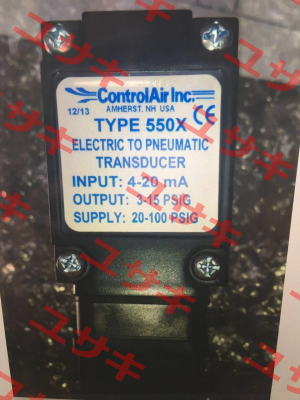 ControlAir Inc.
12/13 AMHERST, NH USA CE
TYPE 550X
ELECTRIC TO PNEUMATIC
TRANSDUCER
INPUT: 4-20 mA
OUTPUT: 3-15 PSIG
SUPPLY: 20-100 PSIG
ユサキ